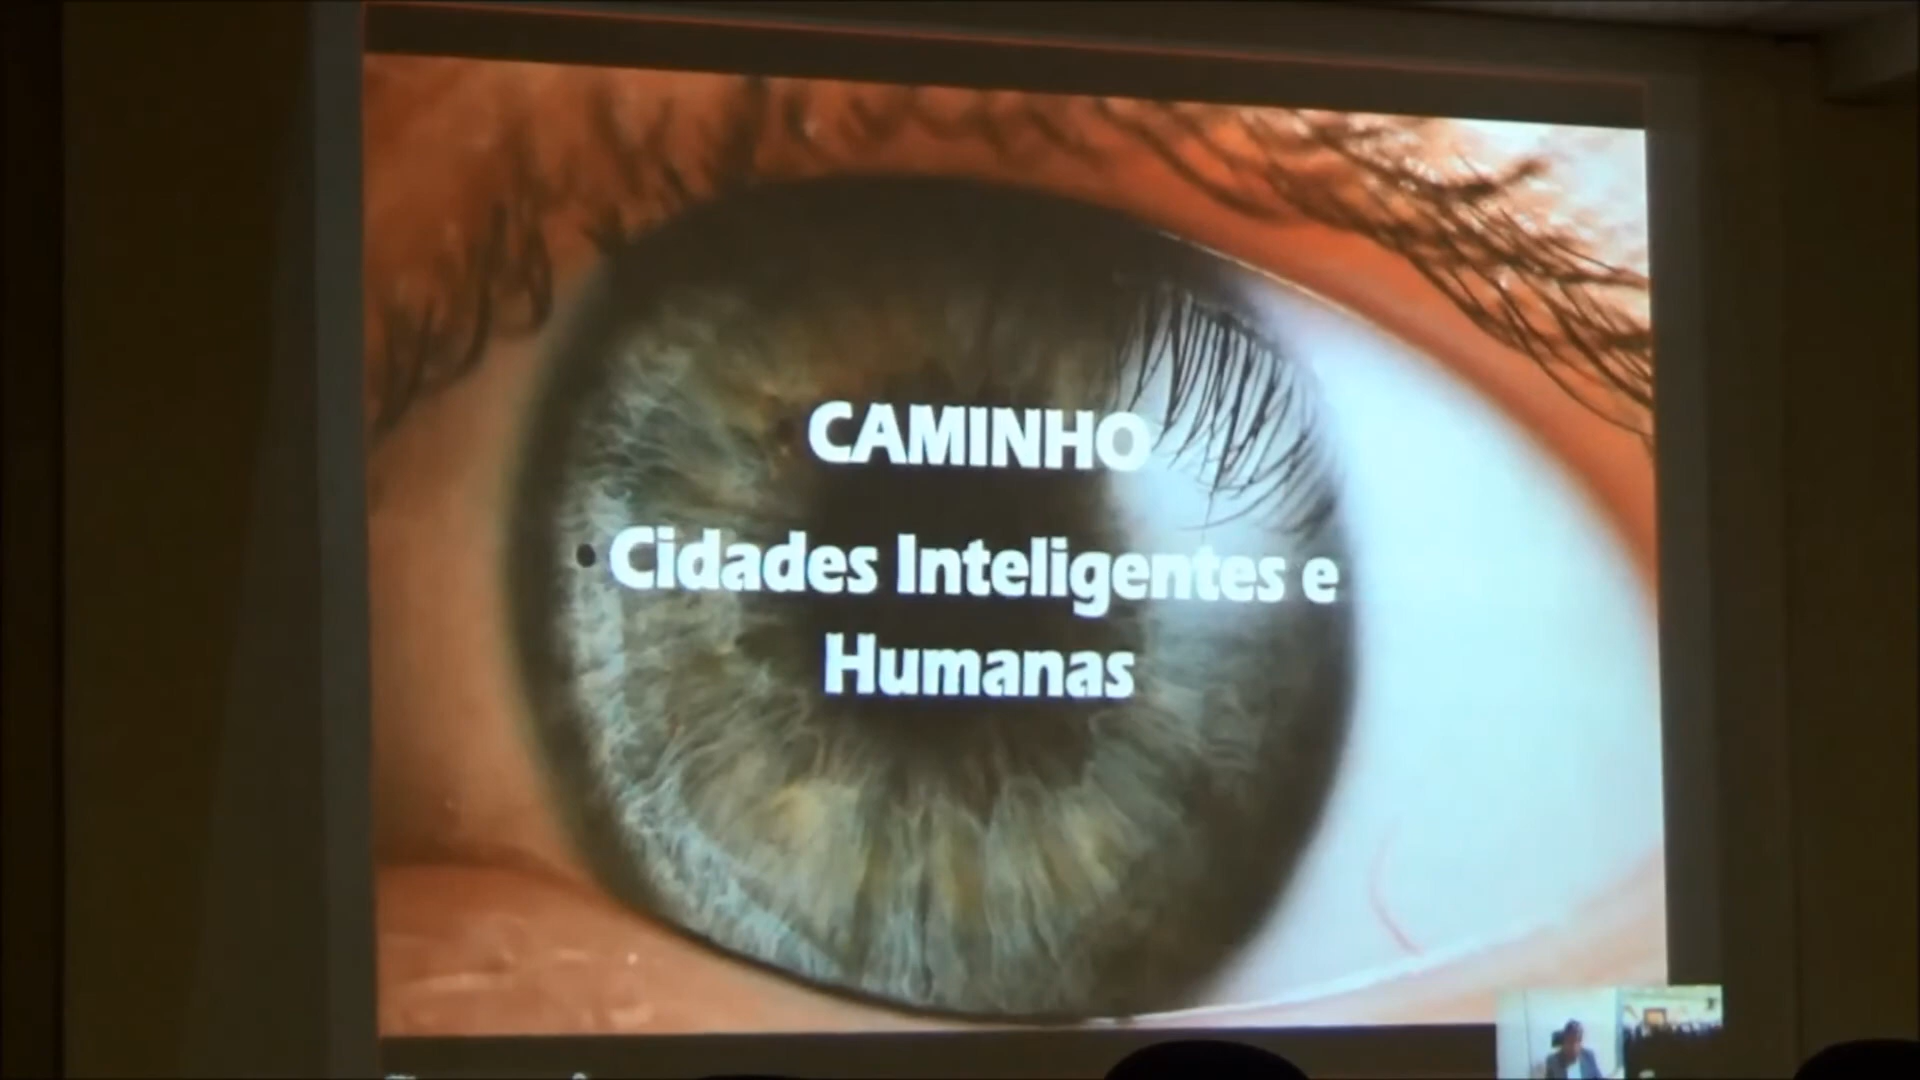 CAMINHO
• Cidades Inteligentes e
Humanas